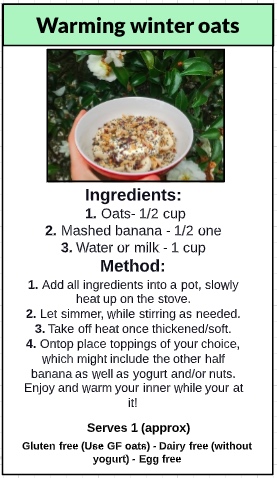 Warming winter oats
Ingredients:
1. Oats- 1/2 cup
2. Mashed banana - 1/2 one
3. Water or milk - 1 cup
Method:
1. Add all ingredients into a pot, slowly
heat up on the stove.
2. Let simmer, while stirring as needed.
3. Take off heat once thickened/soft.
4. Ontop place toppings of your choice,
which might include the other half
banana as well as yogurt and/or nuts.
Enjoy and warm your inner while your at
it!
Serves 1 (approx)
Gluten free (Use GF oats) - Dairy free (without
yogurt) - Egg free